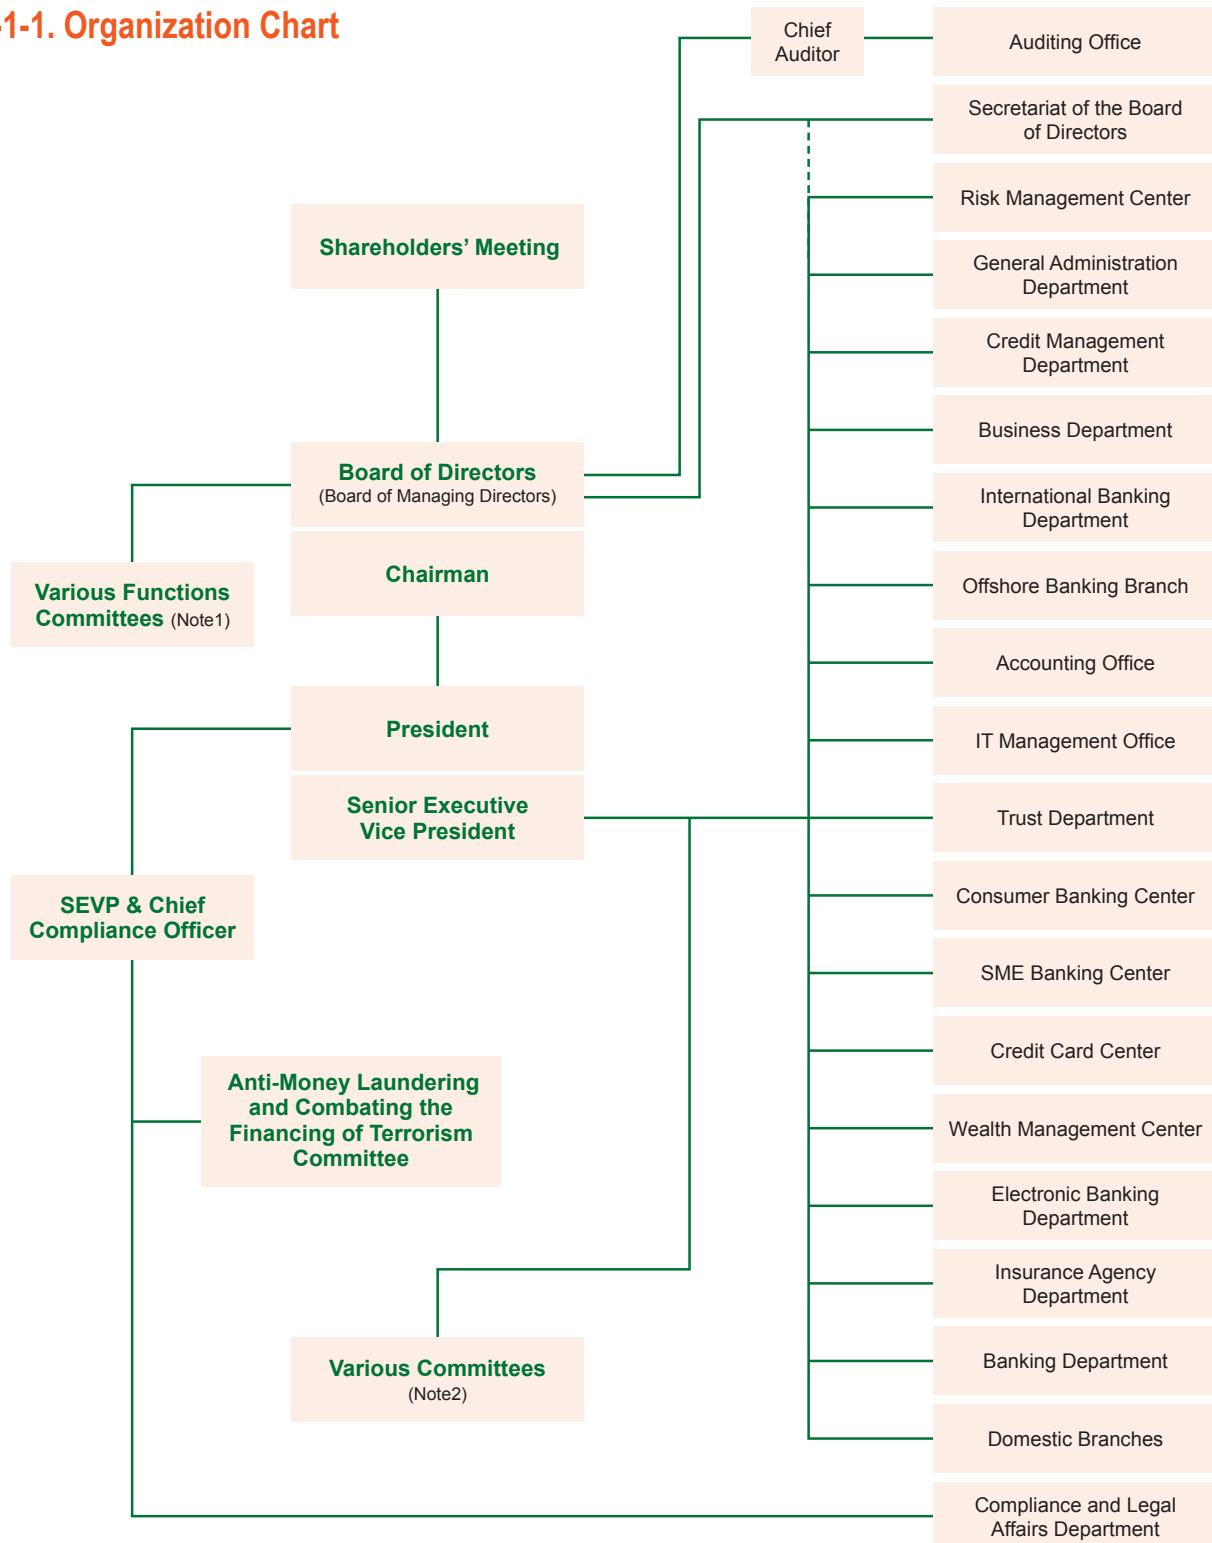 -1-1. Organization Chart
Chief
Auditor
Auditing Office
Secretariat of the Board
of Directors
Risk Management Center
Shareholders’ Meeting
General Administration
Department
Credit Management
Department
Business Department
Board of Directors
(Board of Managing Directors)
International Banking
Department
Chairman
Various Functions
Committees (Note1)
Offshore Banking Branch
Accounting Office
President
IT Management Office
Senior Executive
Vice President
Trust Department
SEVP & Chief
Compliance Officer
Consumer Banking Center
SME Banking Center
Credit Card Center
Anti-Money Laundering
and Combating the
Financing of Terrorism
Committee
Wealth Management Center
Electronic Banking
Department
Insurance Agency
Department
Various Committees
(Note2)
Banking Department
Domestic Branches
Compliance and Legal
Affairs Department